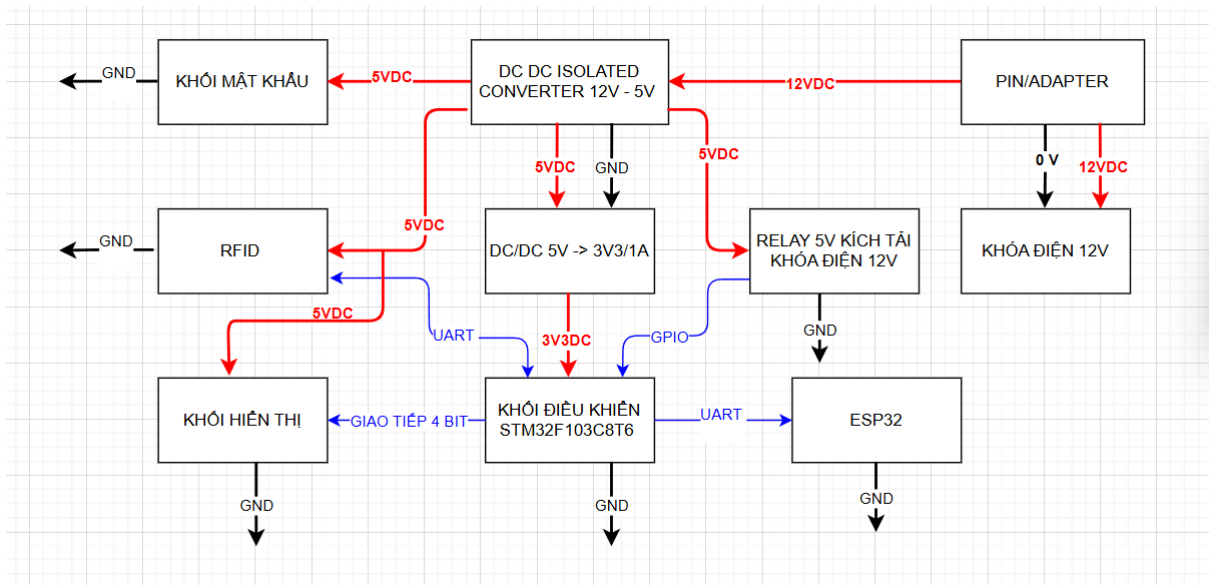 GND
KHỐI MẬT KHẨU
5VDC
DC DC ISOLATED
CONVERTER 12V - 5V
12VDC
PIN/ADAPTER
5VDC
GND
5VDC
0 V
12VDC
GND
RFID
5VDC
DC/DC 5V -> 3V3/1A
RELAY 5V KÍCH TẢI
KHÓA ĐIỆN 12V
KHÓA ĐIỆN 12V
5VDC
UART
3V3DC
GPIO
GND
KHỐI HIỂN THỊ
GIAO TIẾP 4 BIT
KHỐI ĐIỀU KHIỂN
STM32F103C8T6
UART
ESP32
GND
GND
GND